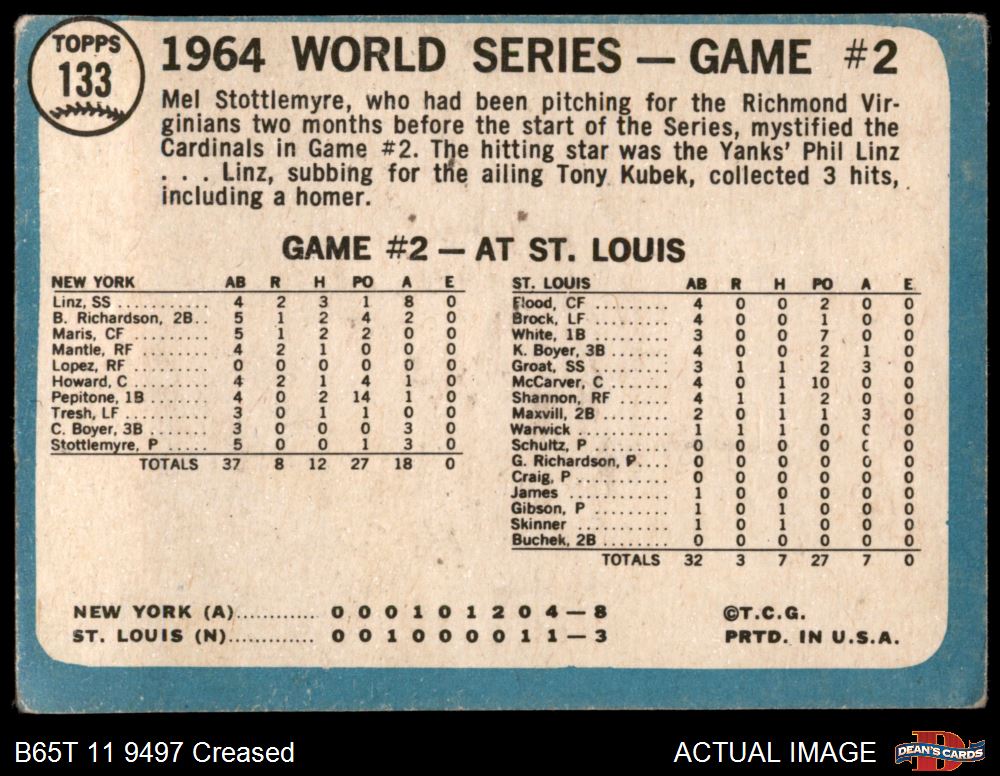 TOPPS
133
1964 WORLD SERIES — GAME #2
Mel Stottlemyre, who had been pitching for the Richmond Vir-
ginians two months before the start of the Series, mystified the
Cardinals in Game #2. The hitting star was the Yanks' Phil Linz
. . . Linz, subbing for the ailing Tony Kubek, collected 3 hits,
including a homer.
GAME #2 — AT ST. LOUIS
NEW YORK AB R H PO A E
Linz, SS .......... 4 2 3 1 8 0
B. Richardson, 2B.. 5 1 2 4 2 0
Maris, CF ........ 5 1 2 2 0 0
Mantle, RF ........ 4 2 1 0 0 0
Lopez, RF ........ 0 0 0 0 0 0
Howard, C ......... 4 2 1 4 1 0
Pepitone, 1B ....... 4 0 2 14 1 0
Tresh, LF ......... 3 0 1 1 0 0
C. Boyer, 3B ....... 3 0 0 0 3 0
Stottlemyre, P ..... 5 0 0 1 3 0
TOTALS 37 8 12 27 18 0
ST. LOUIS AB R H PO A E
Flood, CF .......... 4 0 0 2 0 0
Brock, LF .......... 4 0 0 1 0 0
White, 1B .......... 3 0 0 7 0 0
K. Boyer, 3B ....... 4 0 0 2 1 0
Groat, SS .......... 3 1 1 2 3 0
McCarver, C ........ 4 0 1 10 0 0
Shannon, RF ....... 4 1 1 2 0 0
Maxvill, 2B ........ 2 0 1 1 3 0
Warwick ........... 1 1 1 0 0 0
Schultz, P ......... 0 0 0 0 0 0
G. Richardson, P.... 0 0 0 0 0 0
Craig, P ........... 0 0 0 0 0 0
James ............. 1 0 0 0 0 0
Gibson, P .......... 1 0 1 0 0 0
Skinner ............ 1 0 1 0 0 0
Buchek, 2B ......... 0 0 0 0 0 0
TOTALS 32 3 7 27 7 0
NEW YORK (A)............ 0 0 0 1 0 1 2 0 4 — 8
ST. LOUIS (N)............. 0 0 1 0 0 0 0 1 1 — 3
©T.C.G.
PRTD. IN U.S.A.
B65T 11 9497 Creased
ACTUAL IMAGE
DEAN'S CARDS